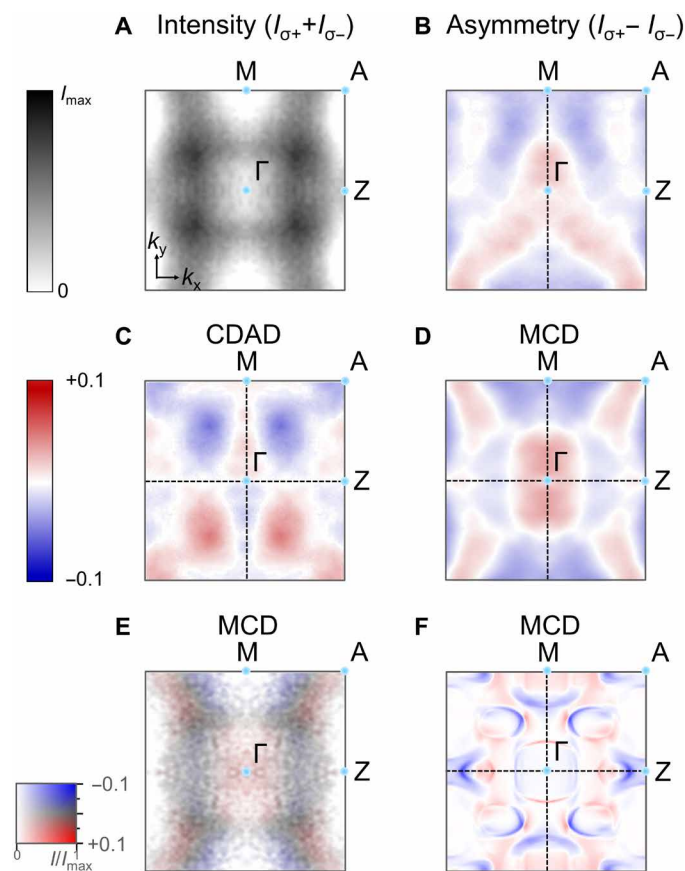 A Intensity (Iσ++Iσ−)
B Asymmetry (Iσ+− Iσ−)
M A
M A
Imax
Γ
Γ
Z
Z
ky
kx
0
C CDAD
D MCD
M A
M A
+0.1
Γ
Γ
Z
Z
−0.1
E MCD
F MCD
M A
M A
Γ
Γ
Z
Z
−0.1
+0.1
0 1
I/Imax